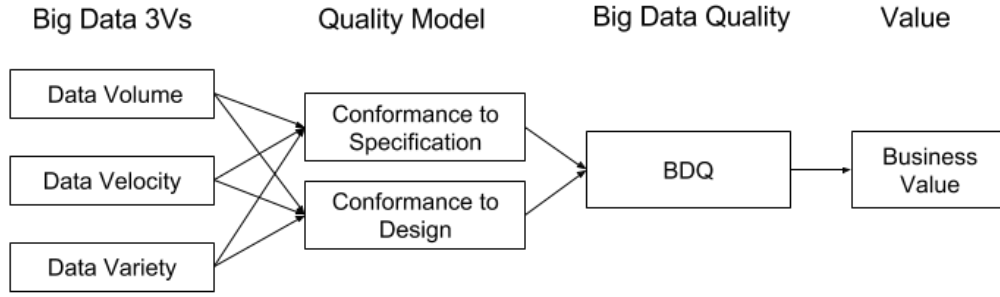 Big Data 3Vs
Quality Model
Big Data Quality
Value
Data Volume
Data Velocity
Data Variety
Conformance to
Specification
Conformance to
Design
BDQ
Business
Value